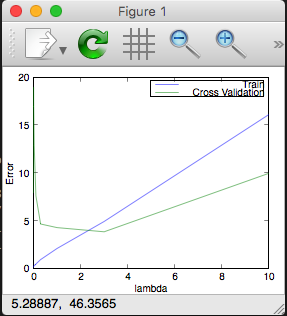 Figure 1
20
Train
Cross Validation
15
Error
10
5
0
0 2 4 6 8 10
lambda
5.28887, 46.3565